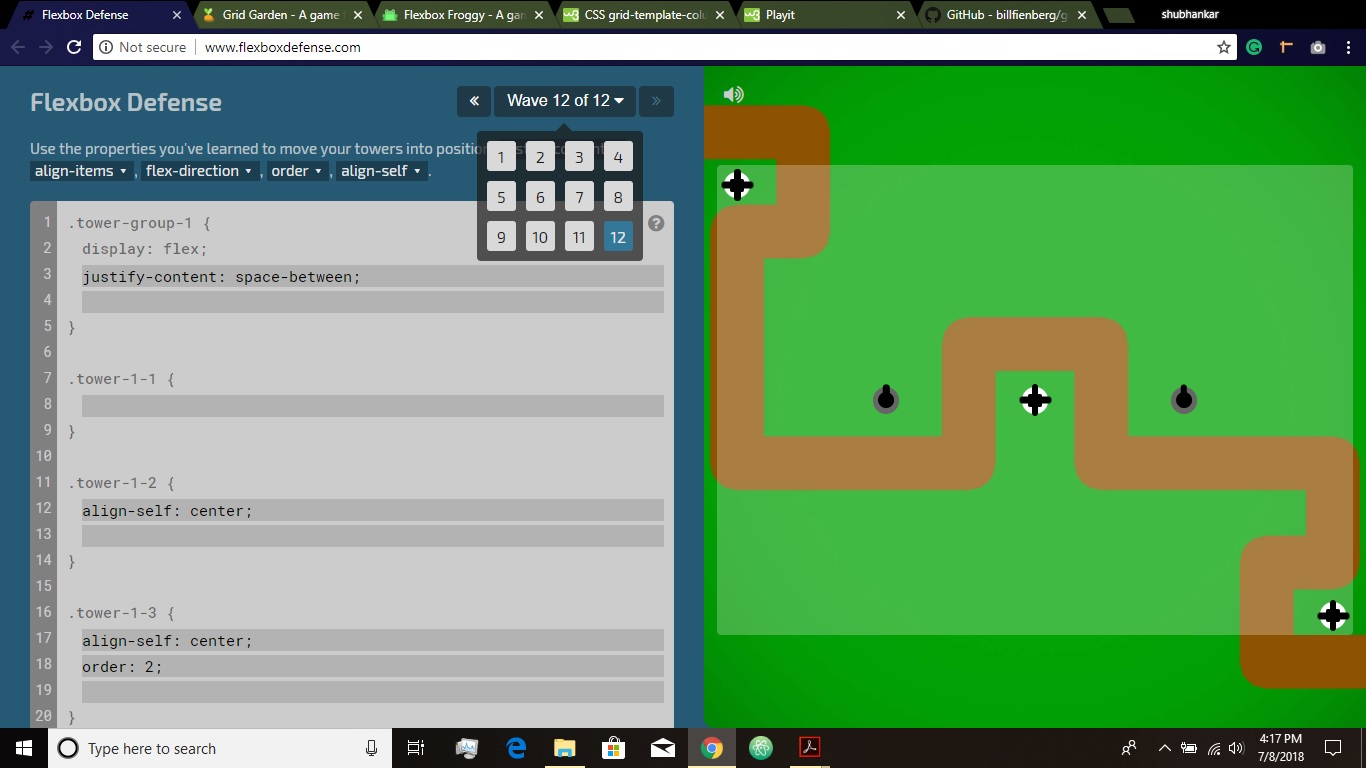 Flexbox Defense
Grid Garden - A game
Flexbox Froggy - A gan
CSS grid-template-colu
Playit
GitHub - billfienberg/g
shubhankar
Not secure
www.flexboxdefense.com
Flexbox Defense
Wave 12 of 12
Use the properties you've learned to move your towers into position
align-items , flex-direction , order , align-self .
1 2 3 4
5 6 7 8
9 10 11 12
1 .tower-group-1 {
2 display: flex;
3 justify-content: space-between;
4
5 }
6
7 .tower-1-1 {
8
9 }
10
11 .tower-1-2 {
12 align-self: center;
13
14 }
15
16 .tower-1-3 {
17 align-self: center;
18 order: 2;
19
20 }
?
Type here to search
4:17 PM
7/8/2018